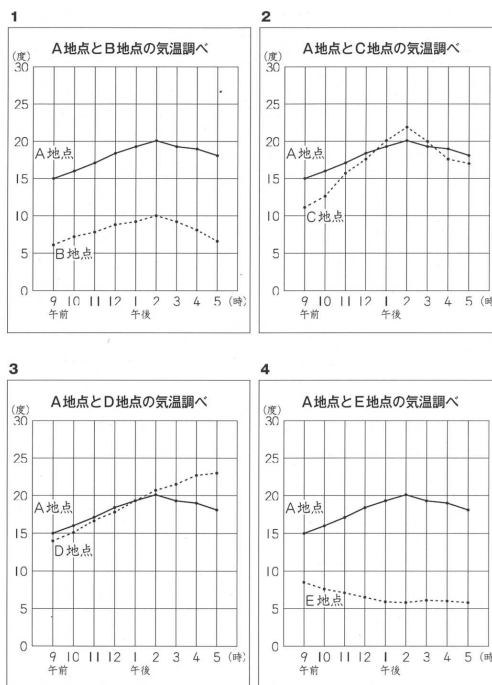 1
A地点とB地点の気温調べ
(度)
30
25
20
A地点
15
10
B地点
5
0
9 10 11 12 1 2 3 4 5 (時)
午前 午後
2
A地点とC地点の気温調べ
(度)
30
25
20
A地点
15
C地点
10
5
0
9 10 11 12 1 2 3 4 5 (時)
午前 午後
3
A地点とD地点の気温調べ
(度)
30
25
20
A地点
15
D地点
10
5
0
9 10 11 12 1 2 3 4 5 (時)
午前 午後
4
A地点とE地点の気温調べ
(度)
30
25
20
A地点
15
10
E地点
5
0
9 10 11 12 1 2 3 4 5 (時)
午前 午後